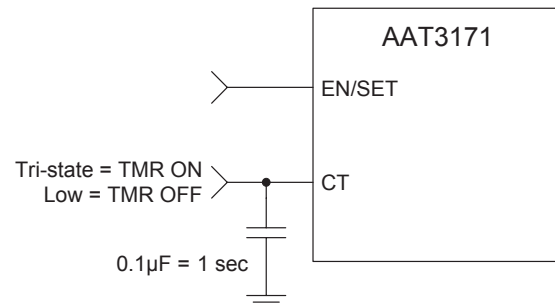 AAT3171
EN/SET
Tri-state = TMR ON
Low = TMR OFF
CT
0.1µF = 1 sec